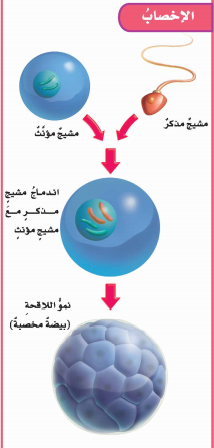 الإخصابُ
مشيجٌ مذكرٌ
مشيجٌ مؤنثٌ
اندماجُ مشيجٍ
مذكرٍ معَ
مشيجٍ مؤنثٍ
نموُّ اللاقحةِ
(بيضةٌ مخصبةٌ)